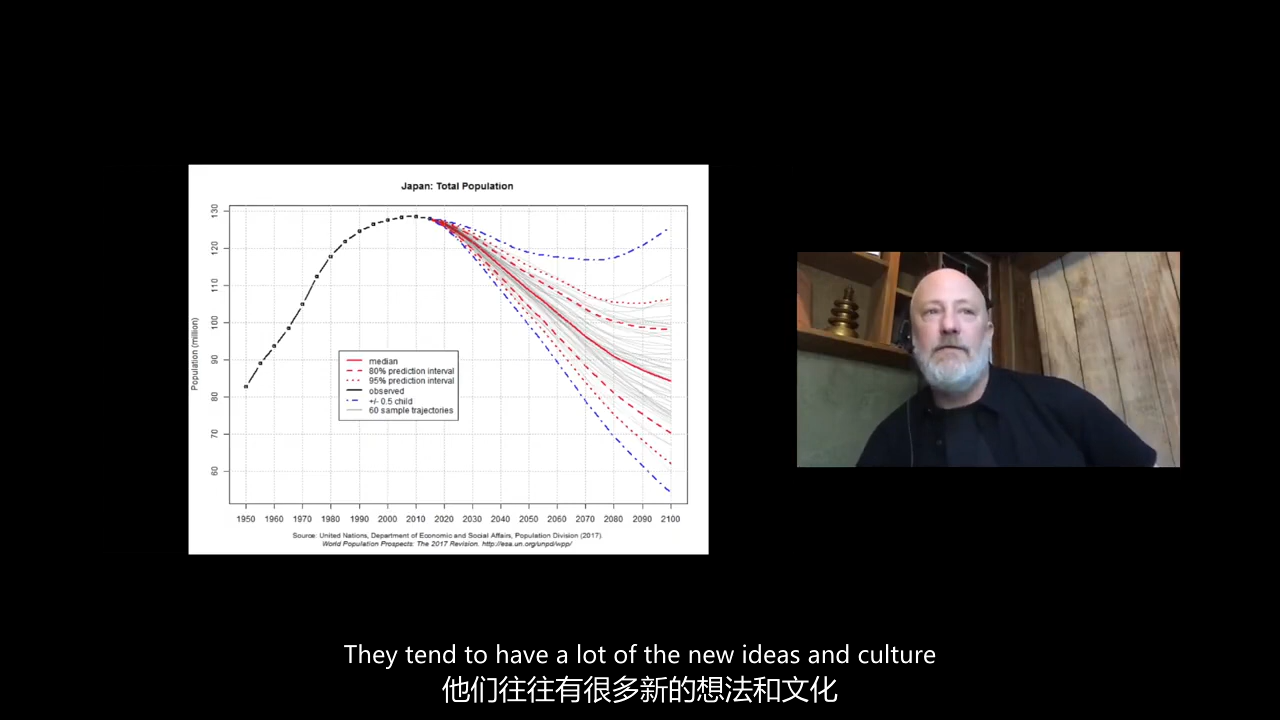 Japan: Total Population
Population (million)
130
120
110
100
90
80
70
60
median
80% prediction interval
95% prediction interval
observed
+/- 0.5 child
60 sample trajectories
1950 1960 1970 1980 1990 2000 2010 2020 2030 2040 2050 2060 2070 2080 2090 2100
Source: United Nations, Department of Economic and Social Affairs, Population Division (2017).
World Population Prospects: The 2017 Revision. http://esa.un.org/unpd/wpp/
They tend to have a lot of the new ideas and culture
他们往往有很多新的想法和文化